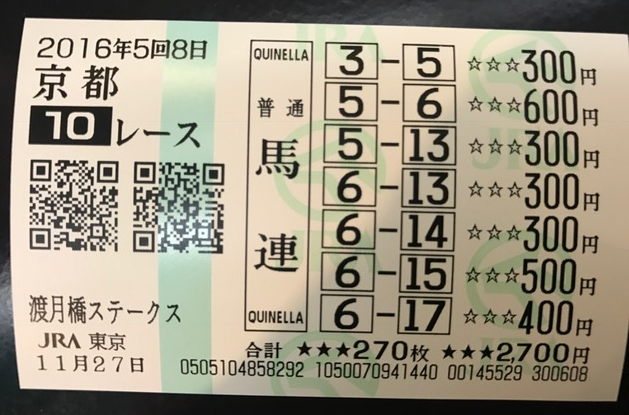 2016年5回8日
京都
10レース
渡月橋ステークス
JRA 東京
11月27日
QUINELLA
普通
馬連
QUINELLA
3-5 ☆☆☆300円
5-6 ☆☆☆600円
5-13 ☆☆☆300円
6-13 ☆☆☆300円
6-14 ☆☆☆300円
6-15 ☆☆☆500円
6-17 ☆☆☆400円
合計 ★★★270枚 ★★★2,700円
0505104858292 1050070941440 00145529 300608